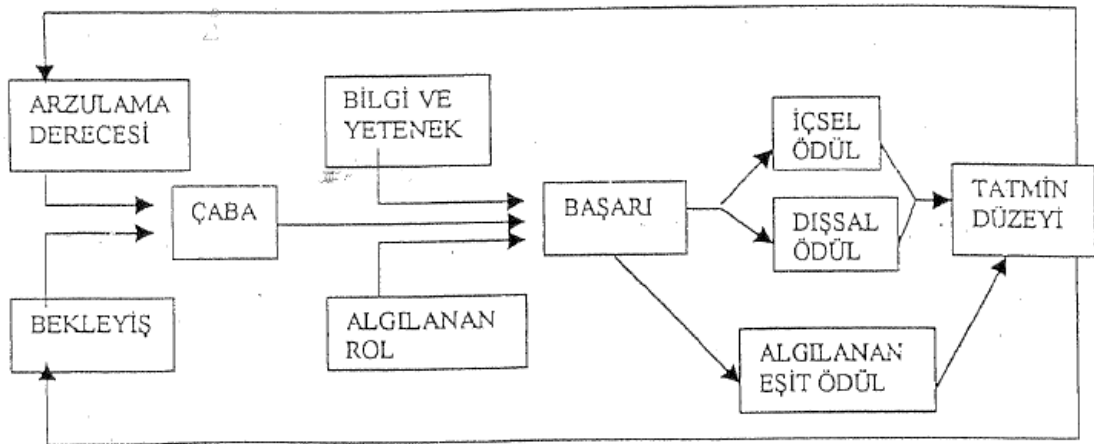 ARZULAMA
DERECESİ
BİLGİ VE
YETENEK
İÇSEL
ÖDÜL
ÇABA
BAŞARI
DIŞSAL
ÖDÜL
TATMİN
DÜZEYİ
BEKLEYİŞ
ALGILANAN
ROL
ALGILANAN
EŞİT ÖDÜL